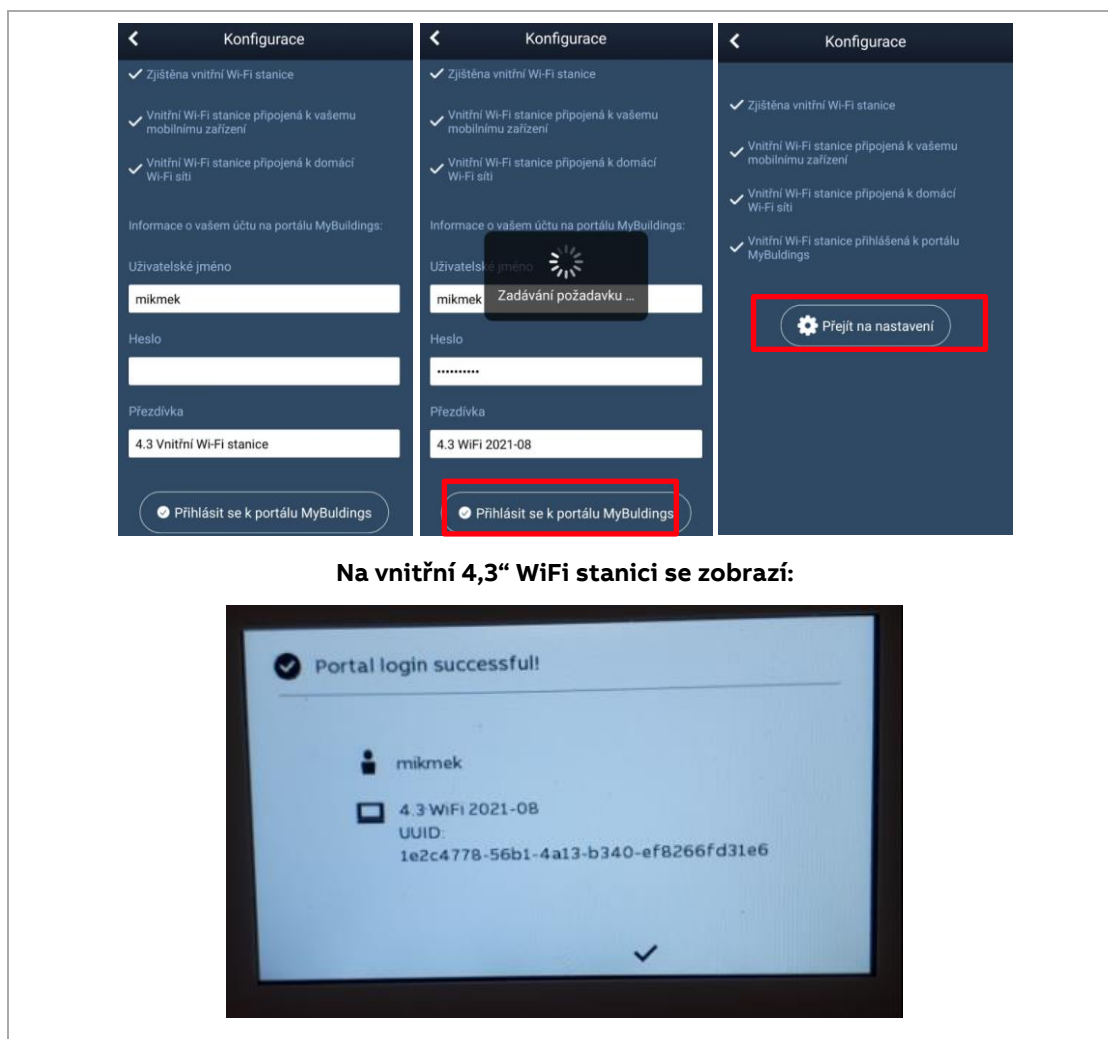 Konfigurace
Zjištěna vnitřní Wi-Fi stanice
Vnitřní Wi-Fi stanice připojená k vašemu
mobilnímu zařízení
Vnitřní Wi-Fi stanice připojená k domácí
Wi-Fi síti
Informace o vašem účtu na portálu MyBuildings:
Uživatelské jméno
mikmek
Heslo
Přezdívka
4.3 Vnitřní Wi-Fi stanice
Přihlásit se k portálu MyBuldings
Konfigurace
Zjištěna vnitřní Wi-Fi stanice
Vnitřní Wi-Fi stanice připojená k vašemu
mobilnímu zařízení
Vnitřní Wi-Fi stanice připojená k domácí
Wi-Fi síti
Informace o vašem účtu na portálu MyBuildings:
Uživatelské jméno
mikmek
Zadávání požadavku ...
Heslo
••••••••••
Přezdívka
4.3 WiFi 2021-08
Přihlásit se k portálu MyBuldings
Konfigurace
Zjištěna vnitřní Wi-Fi stanice
Vnitřní Wi-Fi stanice připojená k vašemu
mobilnímu zařízení
Vnitřní Wi-Fi stanice připojená k domácí
Wi-Fi síti
Vnitřní Wi-Fi stanice přihlášená k portálu
MyBuldings
Přejít na nastavení
Na vnitřní 4,3“ WiFi stanici se zobrazí:
Portal login successful!
mikmek
4.3 WiFi 2021-08
UUID:
1e2c4778-56b1-4a13-b340-ef8266fd31e6